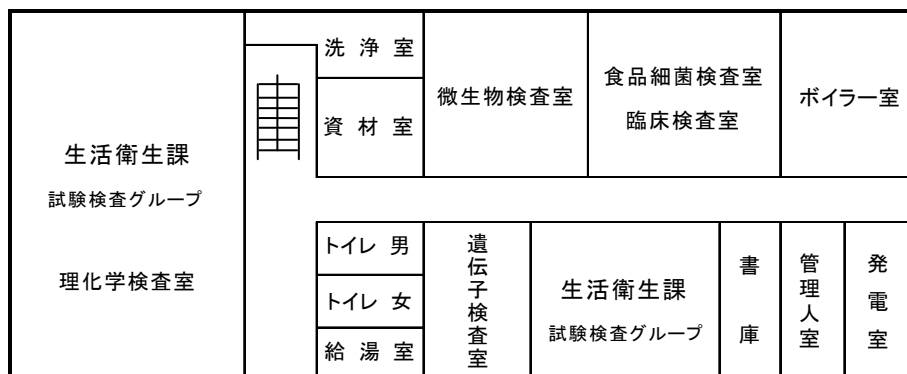 生活衛生課
試験検査グループ
理化学検査室
洗浄室
資材室
微生物検査室
食品細菌検査室
臨床検査室
ボイラー室
トイレ 男
トイレ 女
給湯室
遺伝子検査室
生活衛生課
試験検査グループ
書庫
管理人室
発電室